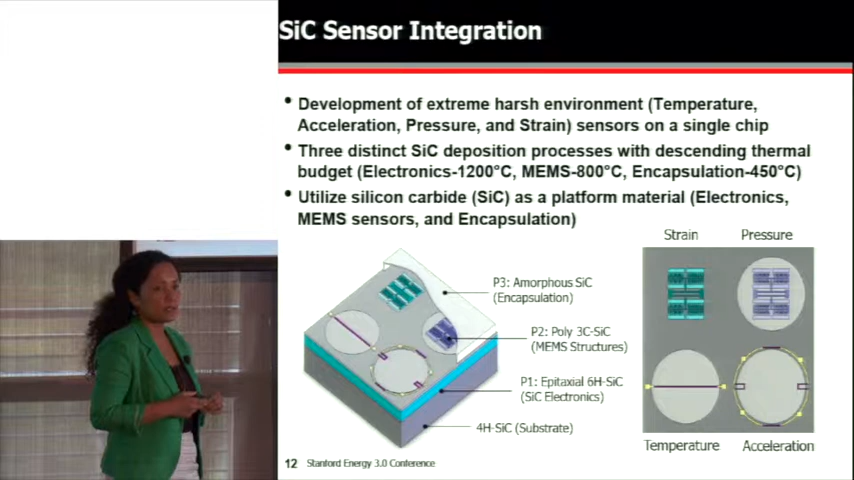 SiC Sensor Integration
• Development of extreme harsh environment (Temperature,
Acceleration, Pressure, and Strain) sensors on a single chip
• Three distinct SiC deposition processes with descending thermal
budget (Electronics-1200°C, MEMS-800°C, Encapsulation-450°C)
• Utilize silicon carbide (SiC) as a platform material (Electronics,
MEMS sensors, and Encapsulation)
Strain
Pressure
P3: Amorphous SiC
(Encapsulation)
P2: Poly 3C-SiC
(MEMS Structures)
P1: Epitaxial 6H-SiC
(SiC Electronics)
4H-SiC (Substrate)
Temperature
Acceleration
12 Stanford Energy 3.0 Conference